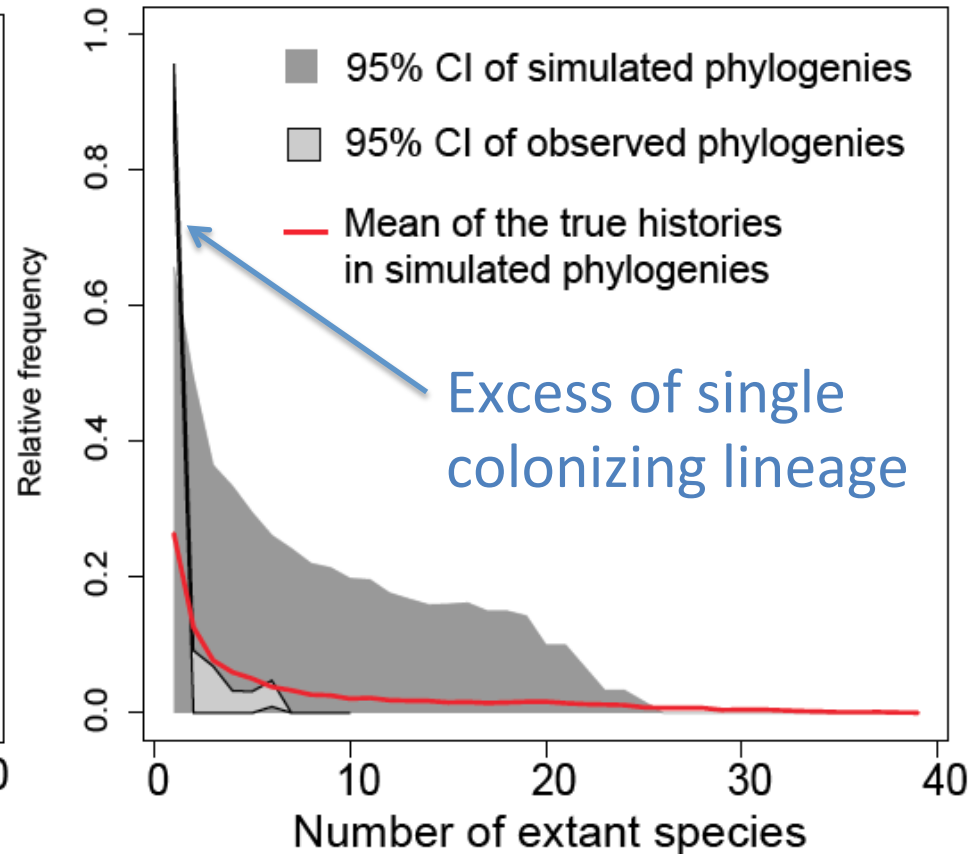 95% CI of simulated phylogenies
95% CI of observed phylogenies
Mean of the true histories
in simulated phylogenies
Excess of single
colonizing lineage
Relative frequency
1.0
0.8
0.6
0.4
0.2
0.0
0
0
10
20
30
40
Number of extant species